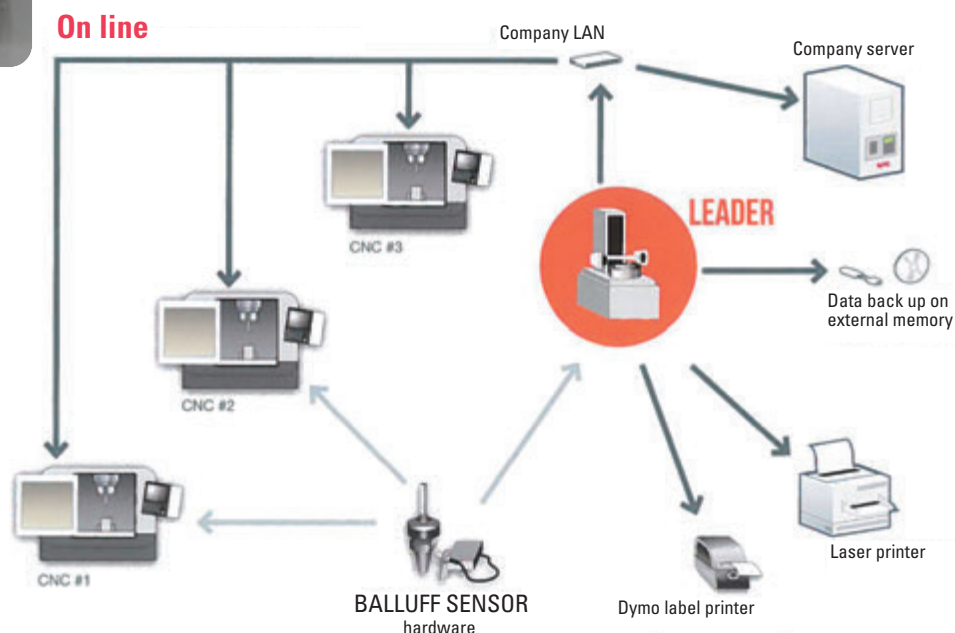 On line
Company LAN
Company server
LEADER
CNC #3
Data back up on
external memory
CNC #2
Laser printer
CNC #1
BALLUFF SENSOR
hardware
Dymo label printer